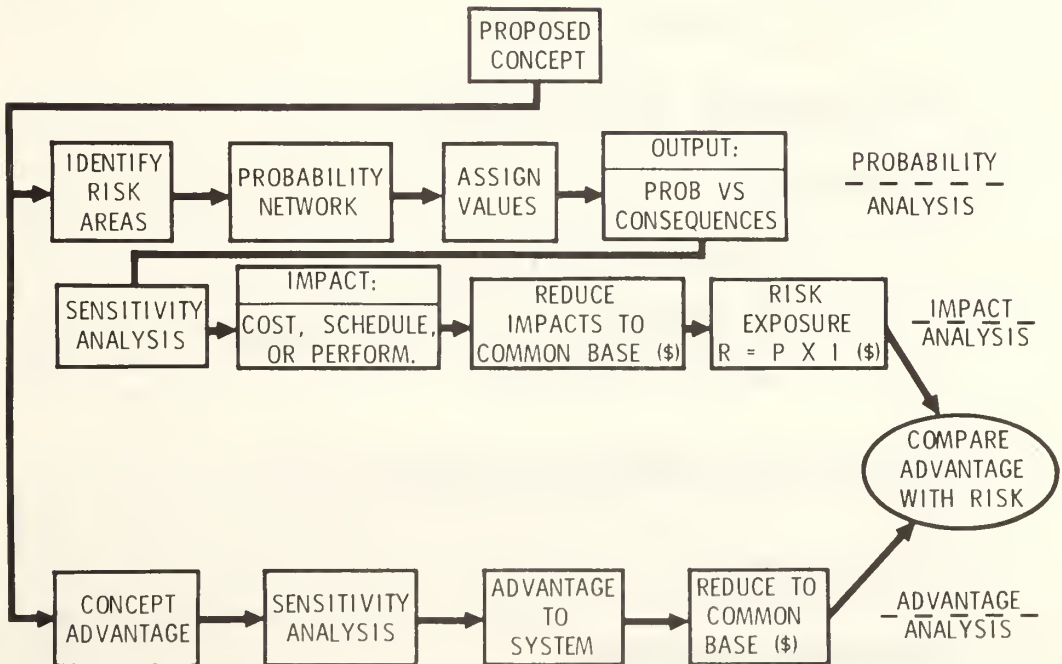 PROPOSED
CONCEPT
IDENTIFY
RISK
AREAS
PROBABILITY
NETWORK
ASSIGN
VALUES
OUTPUT:
PROB VS
CONSEQUENCES
PROBABILITY
ANALYSIS
SENSITIVITY
ANALYSIS
IMPACT:
COST, SCHEDULE,
OR PERFORM.
REDUCE
IMPACTS TO
COMMON BASE ($)
RISK
EXPOSURE
R = P X I ($)
IMPACT
ANALYSIS
COMPARE
ADVANTAGE
WITH RISK
CONCEPT
ADVANTAGE
SENSITIVITY
ANALYSIS
ADVANTAGE
TO
SYSTEM
REDUCE TO
COMMON
BASE ($)
ADVANTAGE
ANALYSIS